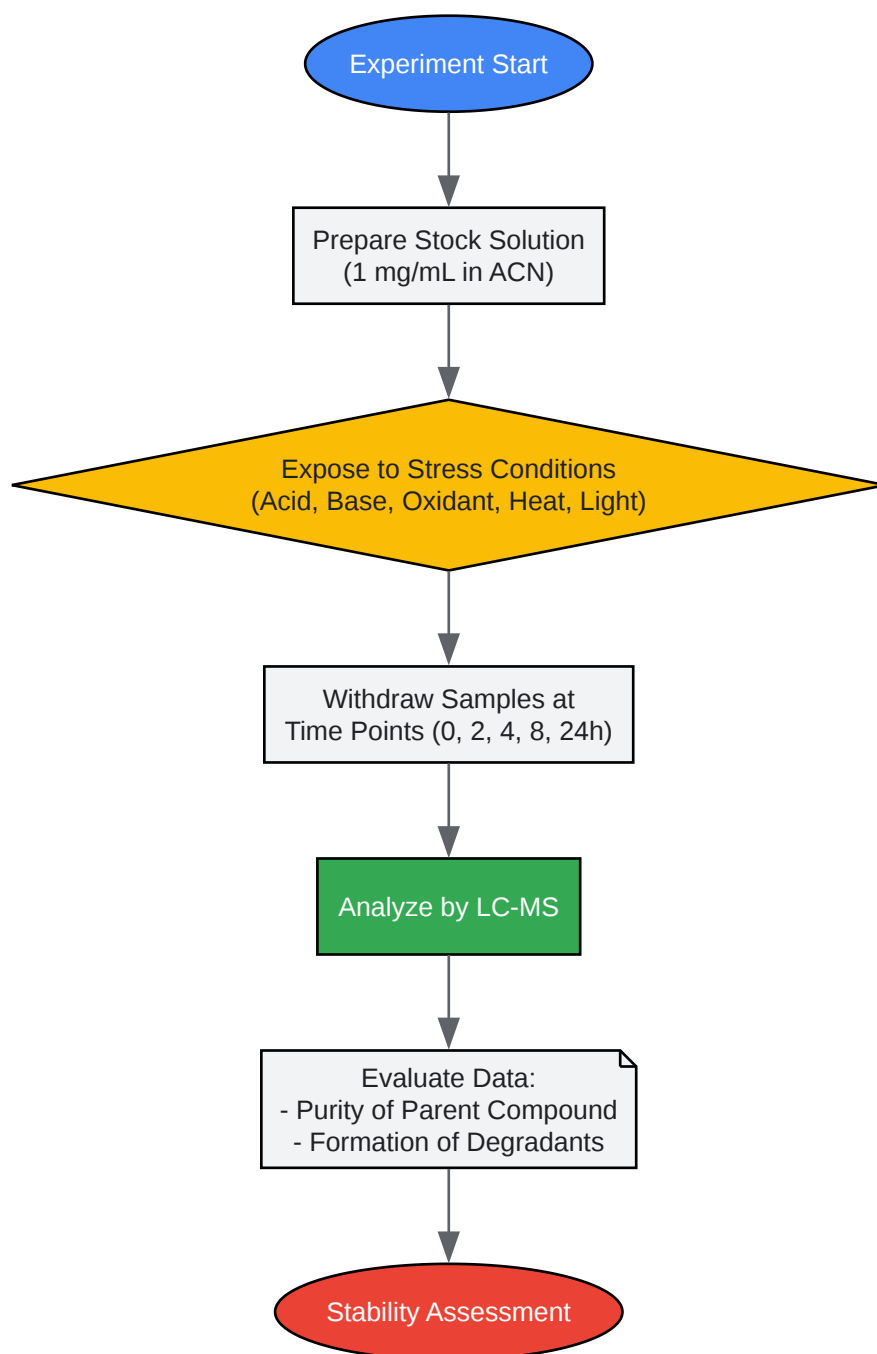 Experiment Start
Prepare Stock Solution
(1 mg/mL in ACN)
Expose to Stress Conditions
(Acid, Base, Oxidant, Heat, Light)
Withdraw Samples at
Time Points (0, 2, 4, 8, 24h)
Analyze by LC-MS
Evaluate Data:
- Purity of Parent Compound
- Formation of Degradants
Stability Assessment